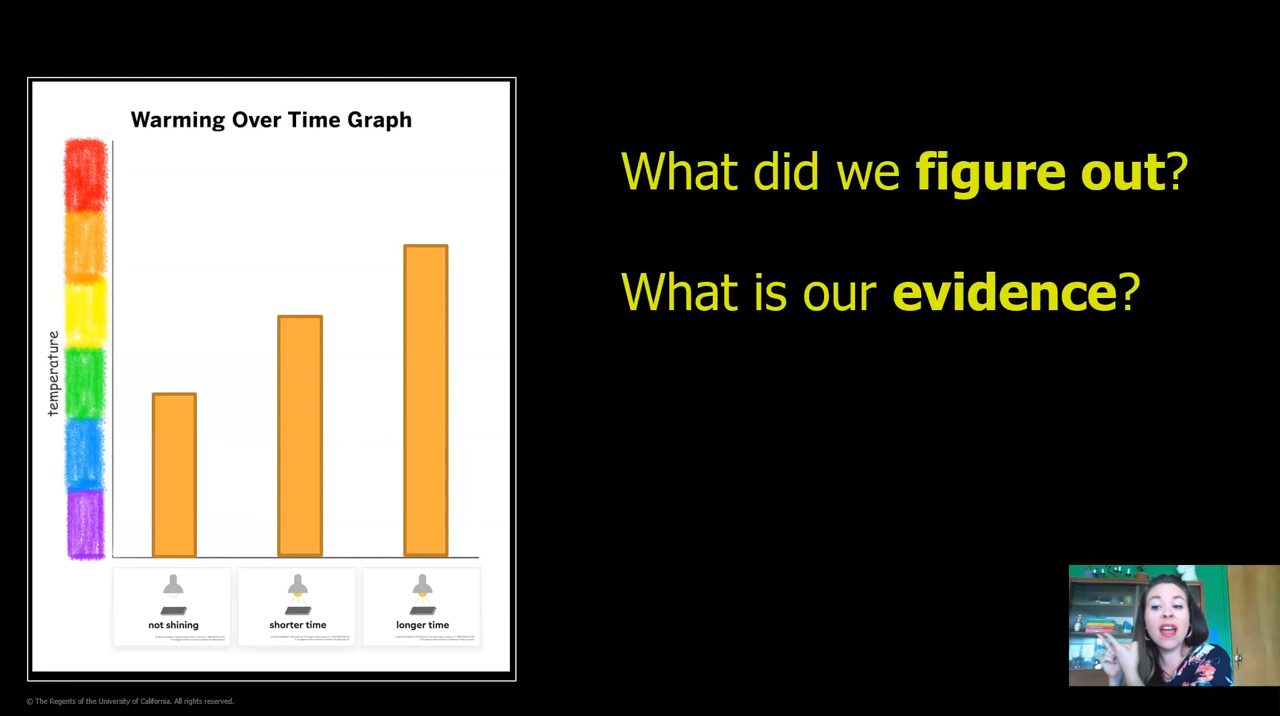 Warming Over Time Graph
temperature
not shining
shorter time
longer time
What did we figure out?
What is our evidence?
© The Regents of the University of California. All rights reserved.